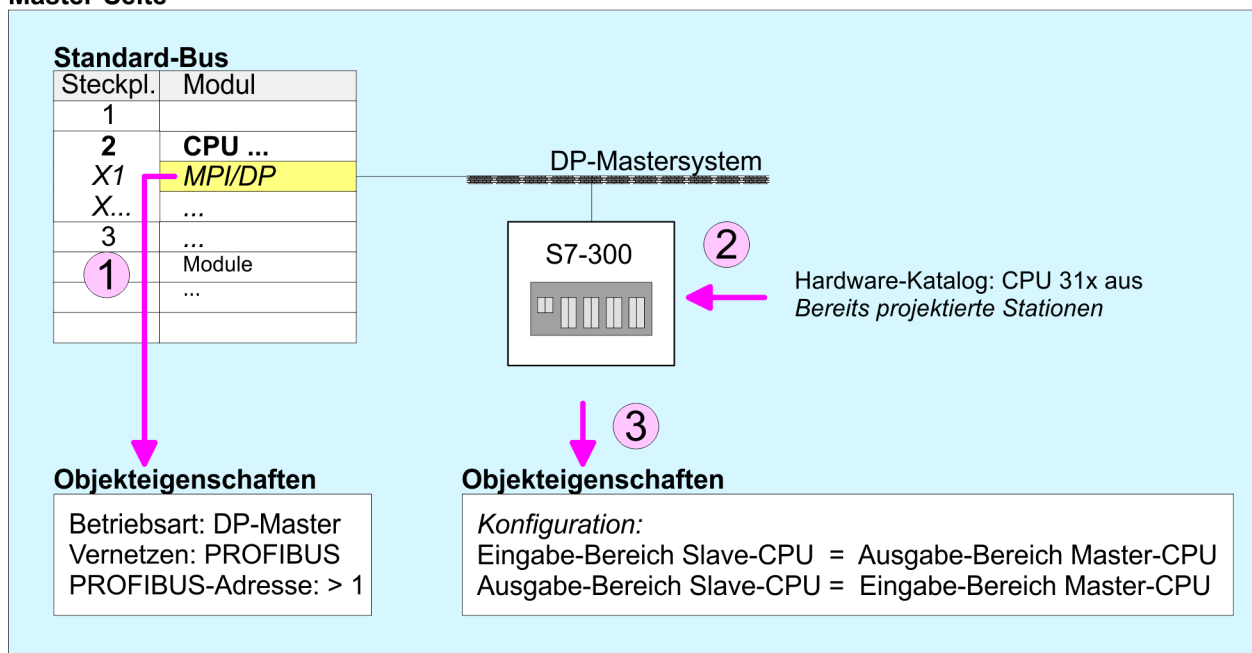 Master-Seite
Standard-Bus
Steckpl. Modul
1
2 CPU ...
X1 MPI/DP
X... ...
3 ...
Module
...
1
DP-Mastersystem
S7-300
2
Hardware-Katalog: CPU 31x aus
Bereits projektierte Stationen
3
Objekteigenschaften
Betriebsart: DP-Master
Vernetzen: PROFIBUS
PROFIBUS-Adresse: > 1
Objekteigenschaften
Konfiguration:
Eingabe-Bereich Slave-CPU = Ausgabe-Bereich Master-CPU
Ausgabe-Bereich Slave-CPU = Eingabe-Bereich Master-CPU